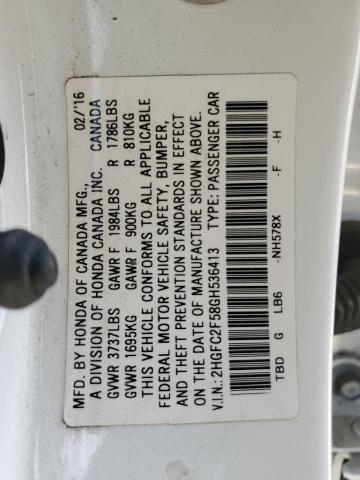 MFD. BY HONDA OF CANADA MFG., 02/'16
A DIVISION OF HONDA CANADA INC. CANADA
GVWR 3737LBS GAWR F 1984LBS R 1786LBS
GVWR 1695KG GAWR F 900KG R 810KG
THIS VEHICLE CONFORMS TO ALL APPLICABLE
FEDERAL MOTOR VEHICLE SAFETY, BUMPER,
AND THEFT PREVENTION STANDARDS IN EFFECT
ON THE DATE OF MANUFACTURE SHOWN ABOVE.
V.I.N.: 2HGFC2F58GH536413 TYPE: PASSENGER CAR
TBD G LB6 -NH578X -F -H